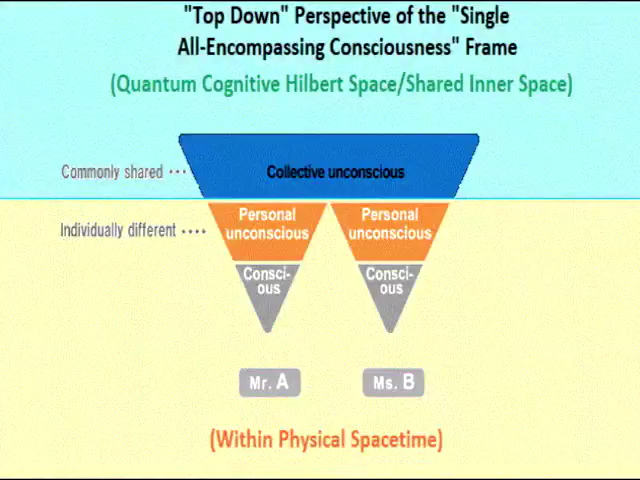 "Top Down" Perspective of the "Single
All-Encompassing Consciousness" Frame
(Quantum Cognitive Hilbert Space/Shared Inner Space)
Commonly shared ···
Collective unconscious
Individually different ····
Personal
unconscious
Personal
unconscious
Consci-
ous
Consci-
ous
Mr. A
Ms. B
(Within Physical Spacetime)